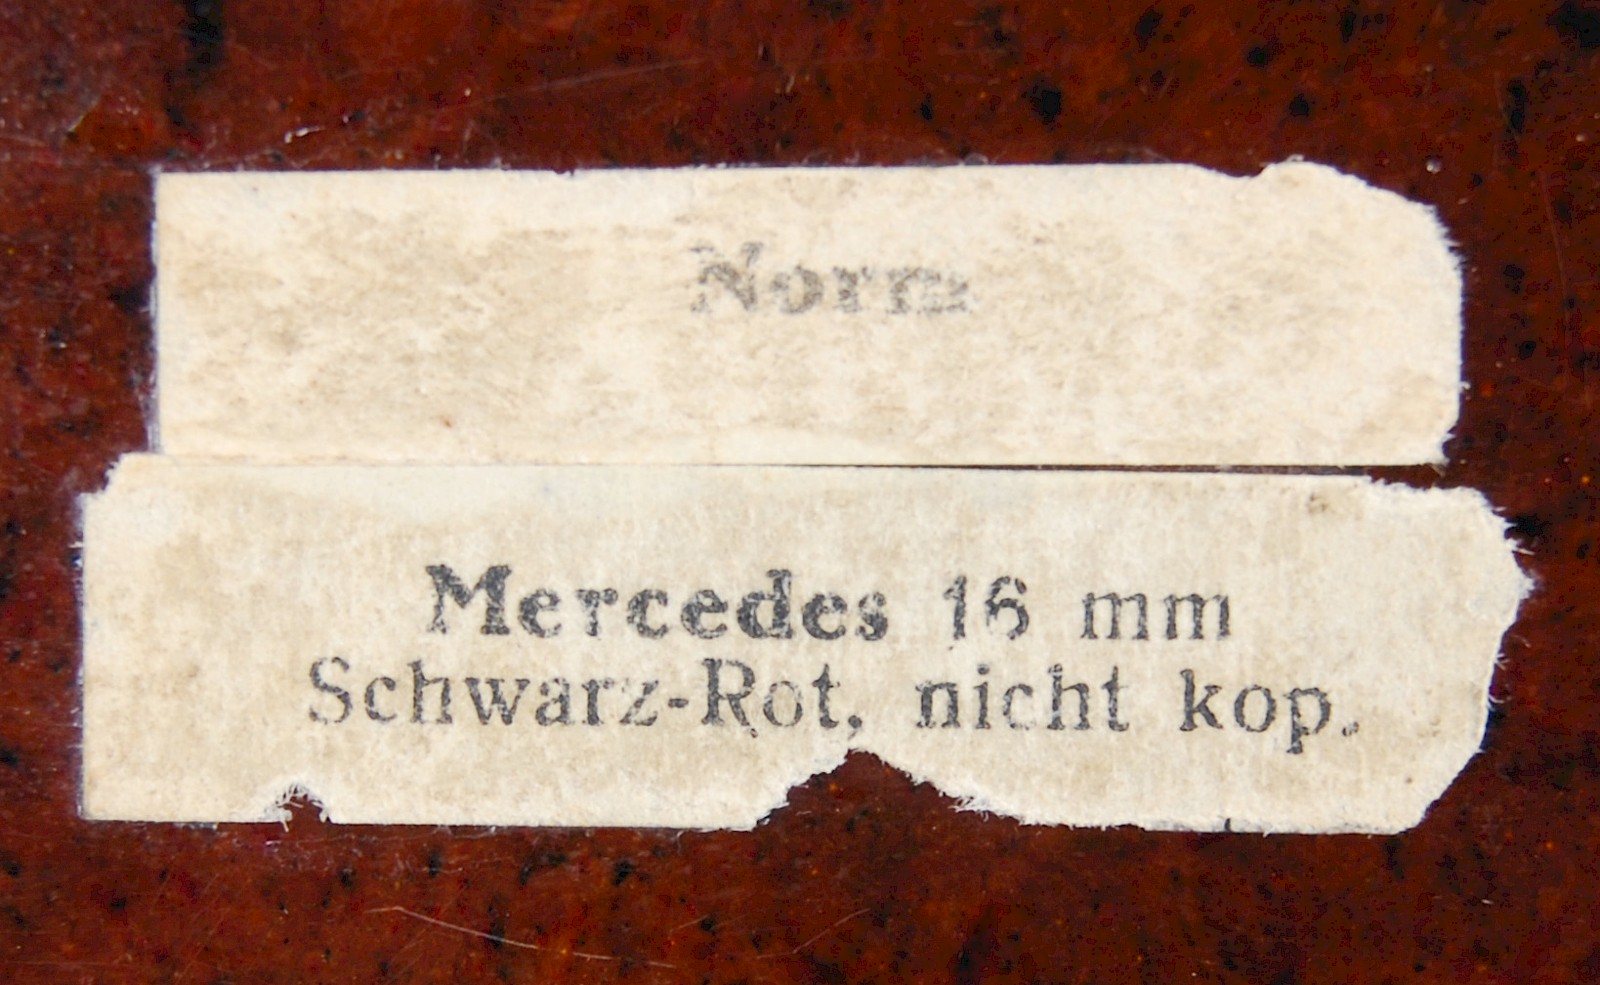 Norm
Mercedes 16 mm
Schwarz-Rot, nicht kop.